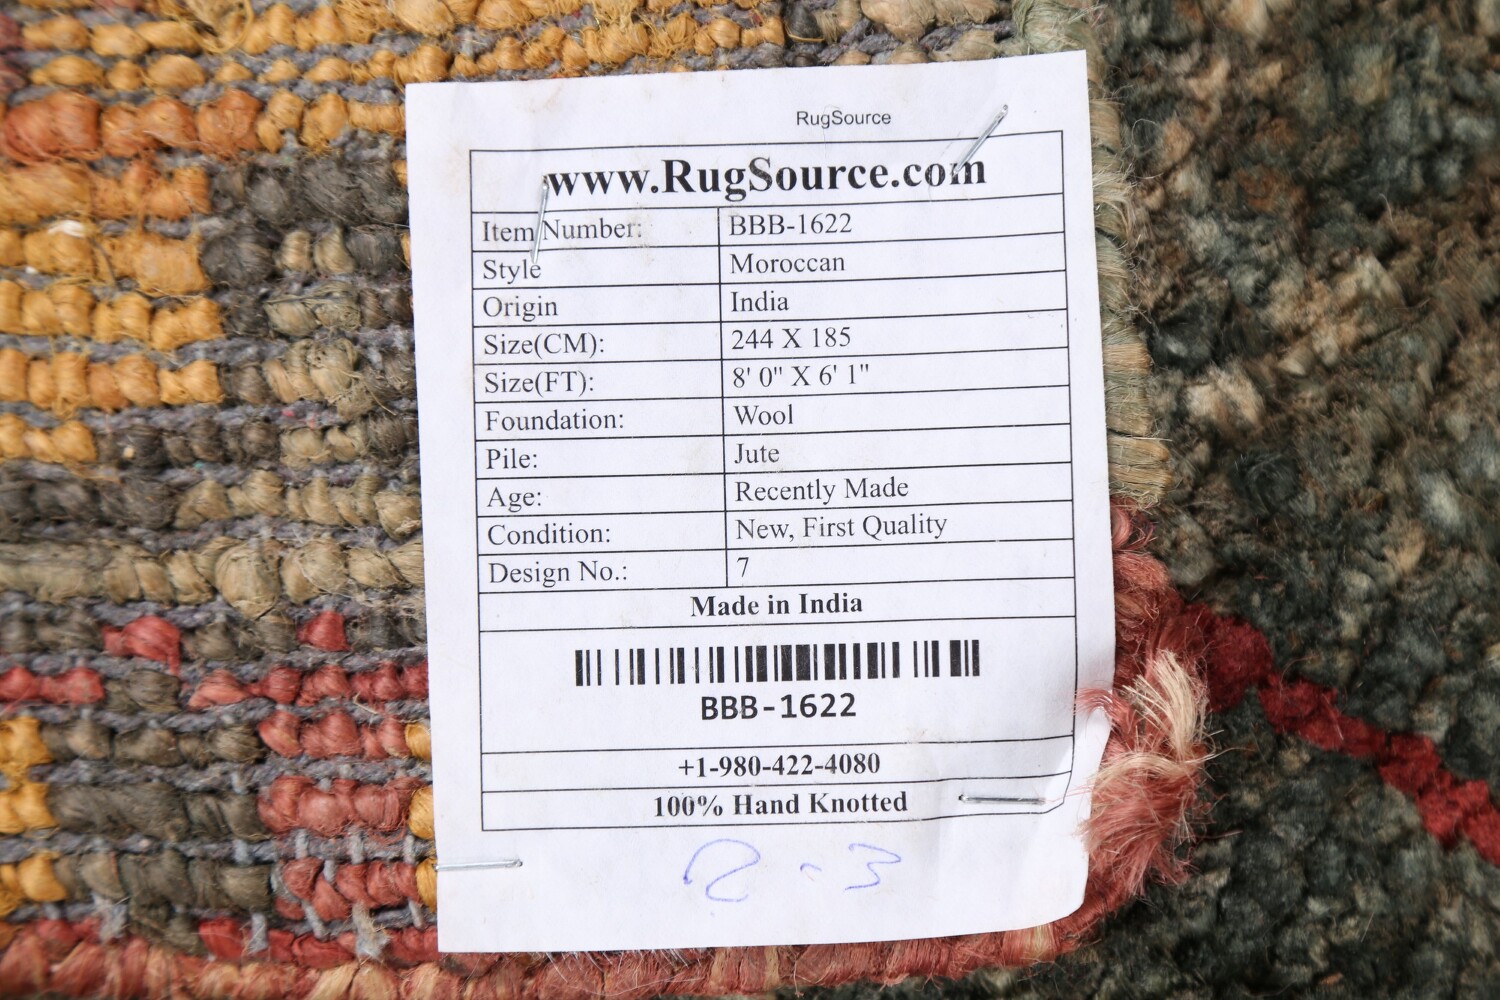 RugSource
www.RugSource.com
Item Number: BBB-1622
Style Moroccan
Origin India
Size(CM): 244 X 185
Size(FT): 8' 0" X 6' 1"
Foundation: Wool
Pile: Jute
Age: Recently Made
Condition: New, First Quality
Design No.: 7
Made in India
BBB-1622
+1-980-422-4080
100% Hand Knotted